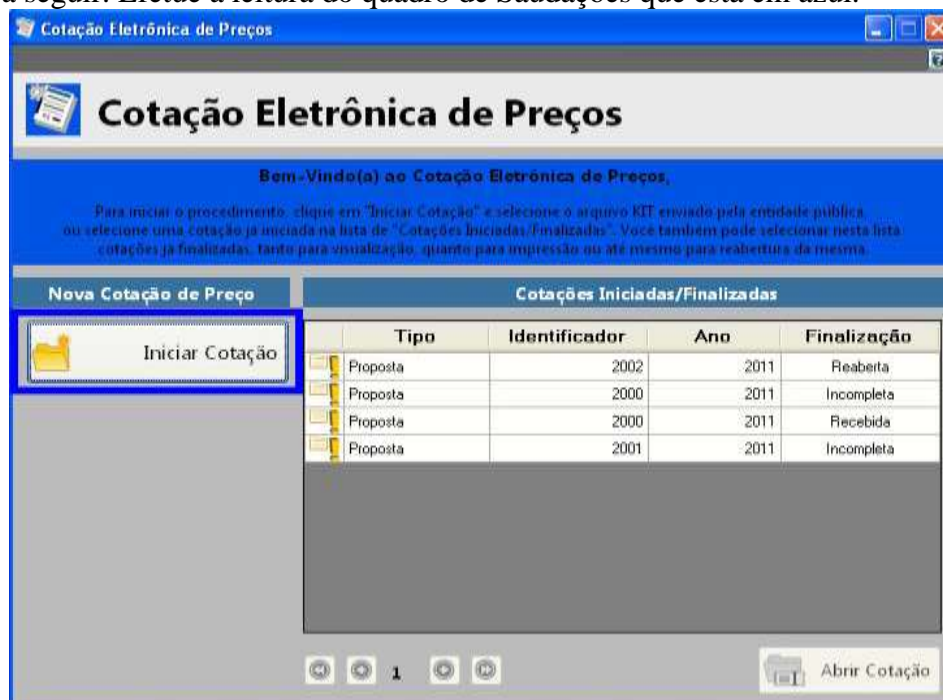 a seguir. Efetue a leitura do quadro de Saudações que está em azul.
Cotação Eletrônica de Preços
Cotação Eletrônica de Preços
Bem-Vindo(a) ao Cotação Eletrônica de Preços,
Para iniciar o procedimento, clique em "Iniciar Cotação" e selecione o arquivo KIT enviado pela entidade pública,
ou selecione uma cotação já iniciada na lista de "Cotações Iniciadas/Finalizadas". Você também pode selecionar nesta lista
cotações já finalizadas, tanto para visualização, quanto para impressão ou até mesmo para reabertura da mesma.
Nova Cotação de Preço
Cotações Iniciadas/Finalizadas
Iniciar Cotação
Tipo Identificador Ano Finalização
Proposta 2002 2011 Reaberta
Proposta 2000 2011 Incompleta
Proposta 2000 2011 Recebida
Proposta 2001 2011 Incompleta
1
Abrir Cotação